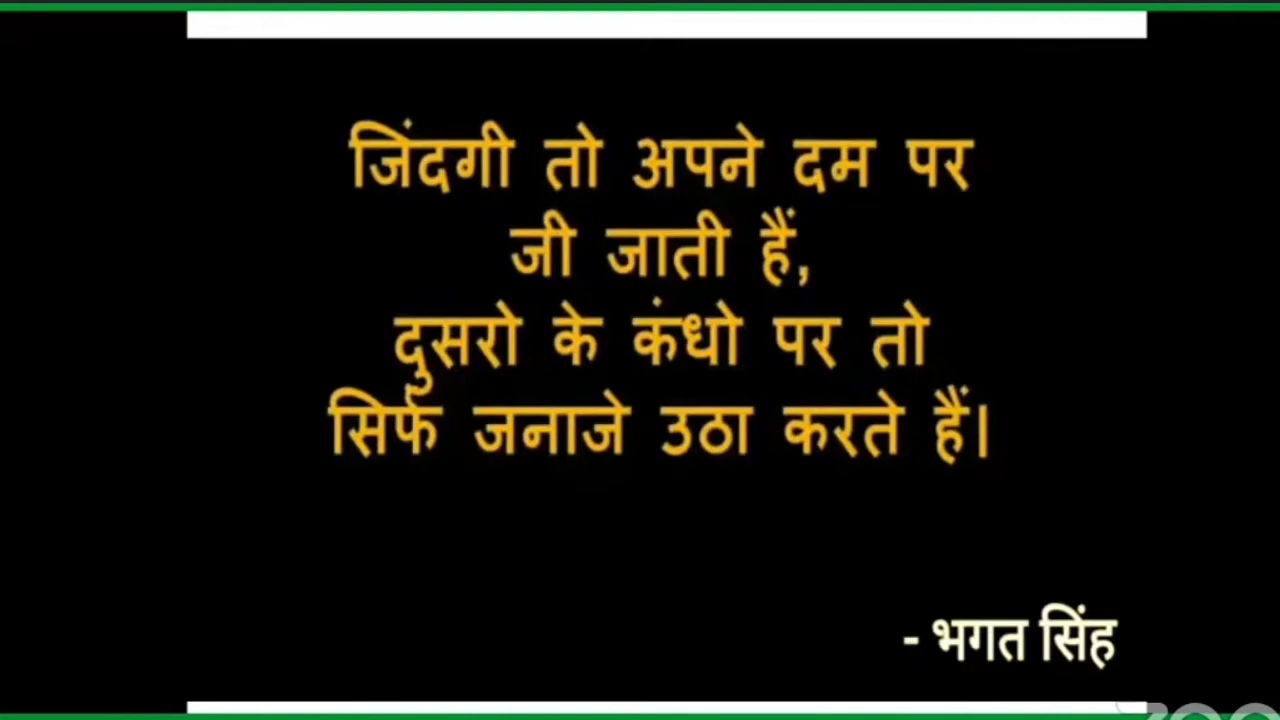 जिंदगी तो अपने दम पर
जी जाती हैं,
दुसरो के कंधो पर तो
सिर्फ जनाजे उठा करते हैं।
- भगत सिंह